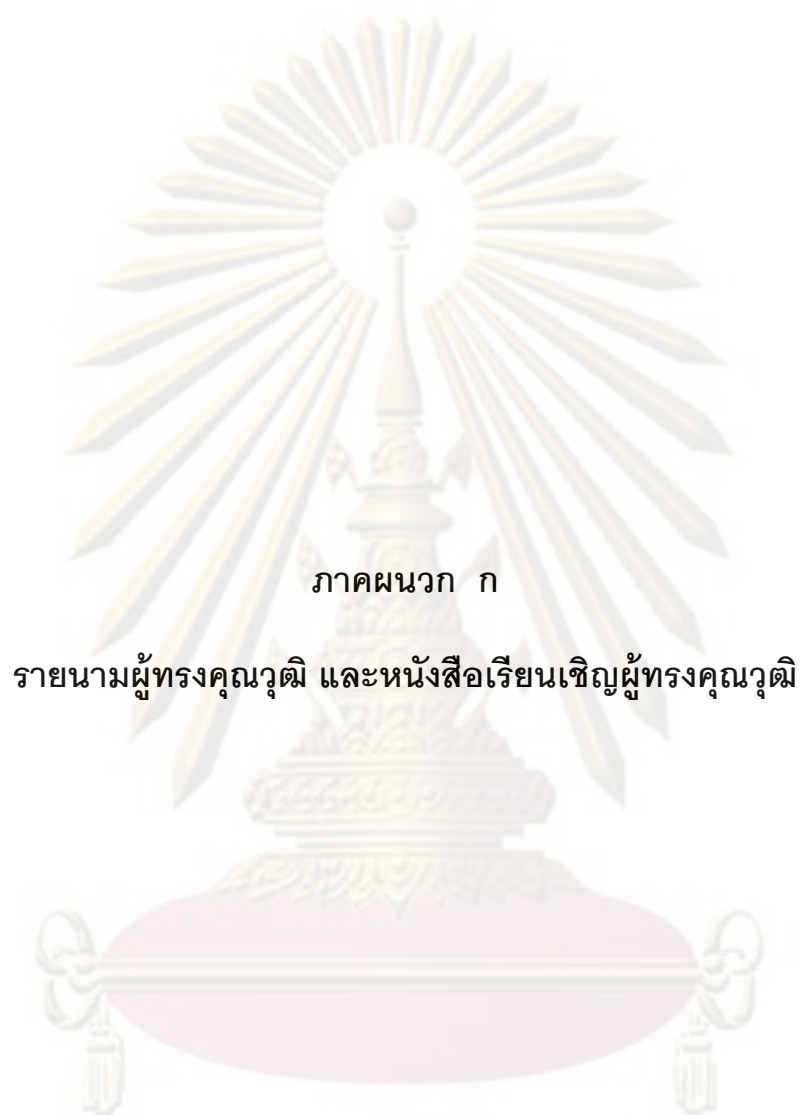 ภาคผนวก ก
รายนามผู้ทรงคุณวุฒิ และหนังสือเรียนเชิญผู้ทรงคุณวุฒิ